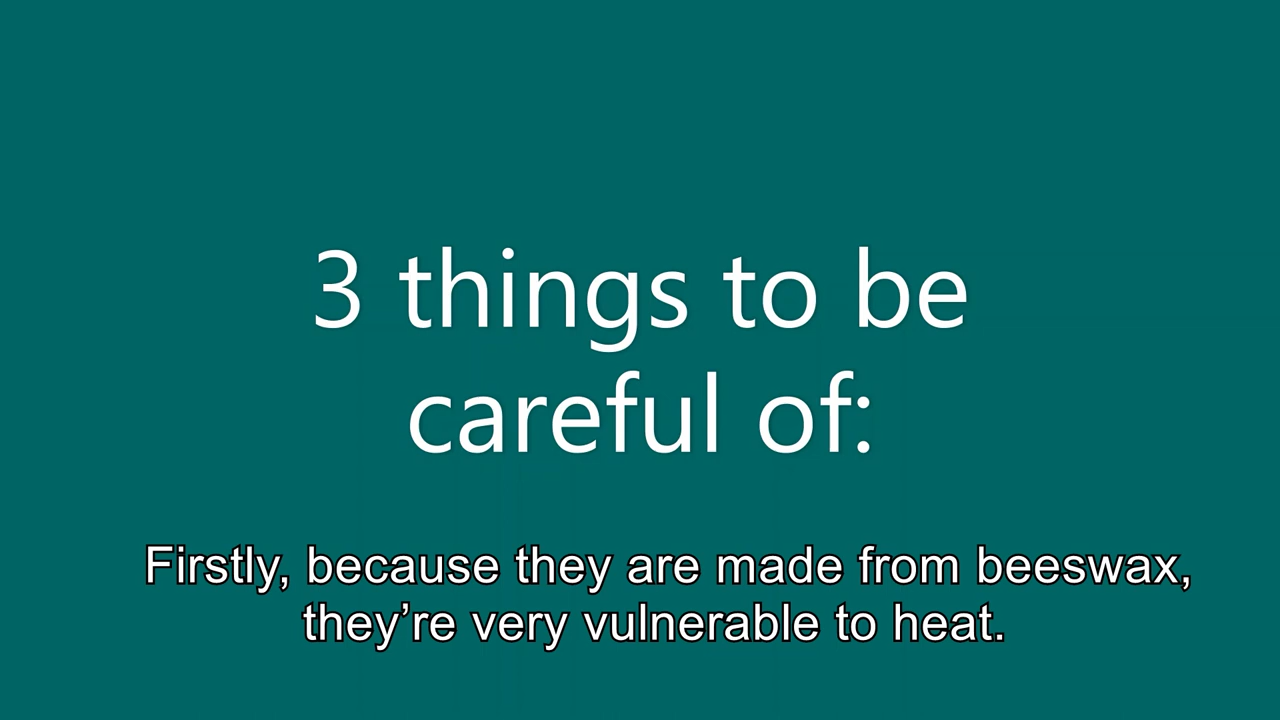 3 things to be
careful of:
Firstly, because they are made from beeswax,
they’re very vulnerable to heat.